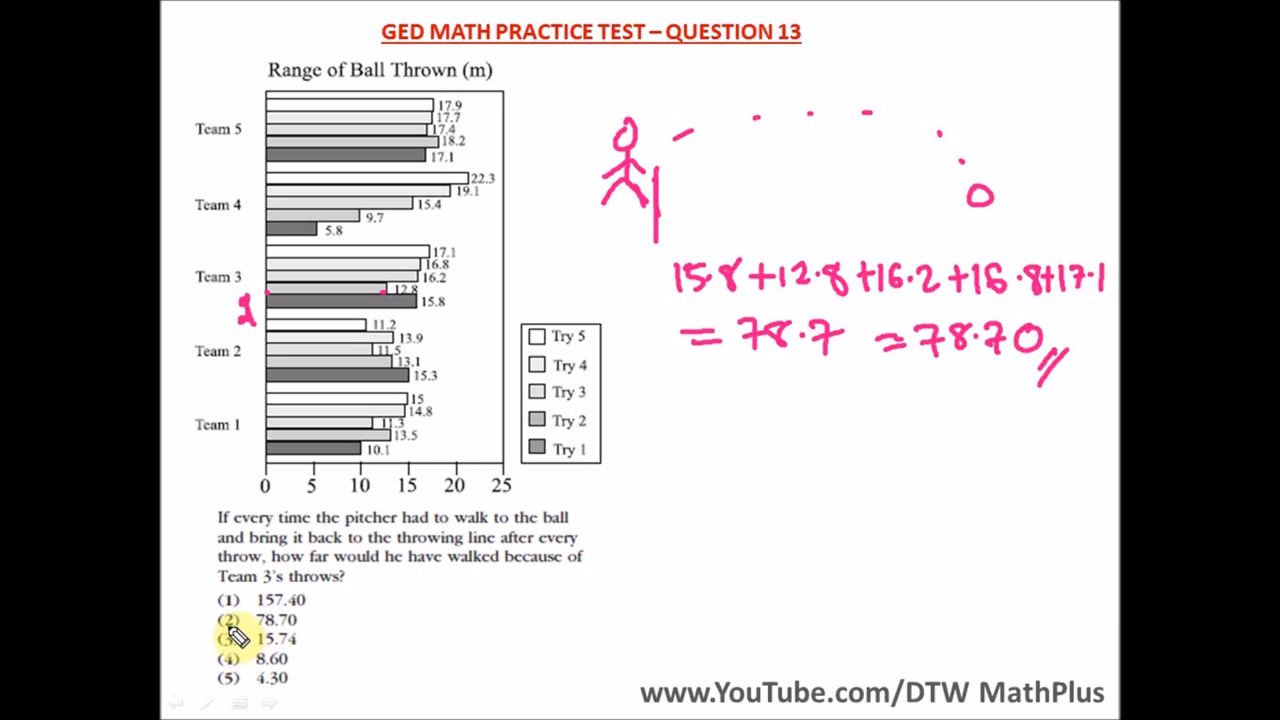 GED MATH PRACTICE TEST – QUESTION 13
Range of Ball Thrown (m)
17.9
17.7
Team 5
17.4
18.2
17.1
22.3
19.1
Team 4
15.4
9.7
5.8
17.1
16.8
Team 3
16.2
12.8
15.8
11.2
13.9
Team 2
11.5
13.1
15.3
15
14.8
Team 1
11.3
13.5
10.1
0 5 10 15 20 25
Try 5
Try 4
Try 3
Try 2
Try 1
15.8+12.8+16.2+16.8+17.1
= 78.7 = 78.70
If every time the pitcher had to walk to the ball
and bring it back to the throwing line after every
throw, how far would he have walked because of
Team 3's throws?
(1) 157.40
(2) 78.70
(3) 15.74
(4) 8.60
(5) 4.30
www.YouTube.com/DTW MathPlus